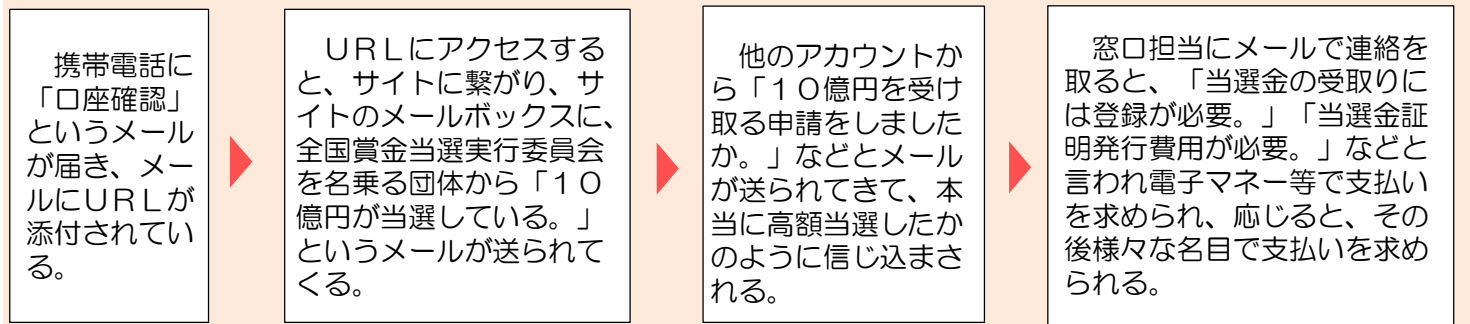 携帯電話に
「口座確認」
というメール
が届き、メー
ルにＵＲＬが
添付されてい
る。
ＵＲＬにアクセスする
と、サイトに繋がり、サ
イトのメールボックスに、
全国賞金当選実行委員会
を名乗る団体から「１０
億円が当選している。」
というメールが送られて
くる。
他のアカウントか
ら「１０億円を受け
取る申請をしました
か。」などとメール
が送られてきて、本
当に高額当選したか
のように信じ込まさ
れる。
窓口担当にメールで連絡を
取ると、「当選金の受取りに
は登録が必要。」「当選金証
明発行費用が必要。」などと
言われ電子マネー等で支払い
を求められ、応じると、その
後様々な名目で支払いを求め
られる。